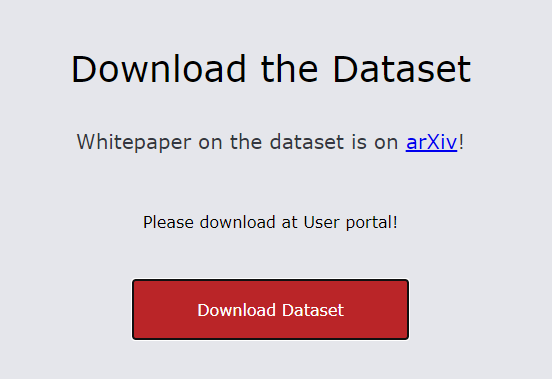 Download the Dataset
Whitepaper on the dataset is on arXiv!
Please download at User portal!
Download Dataset